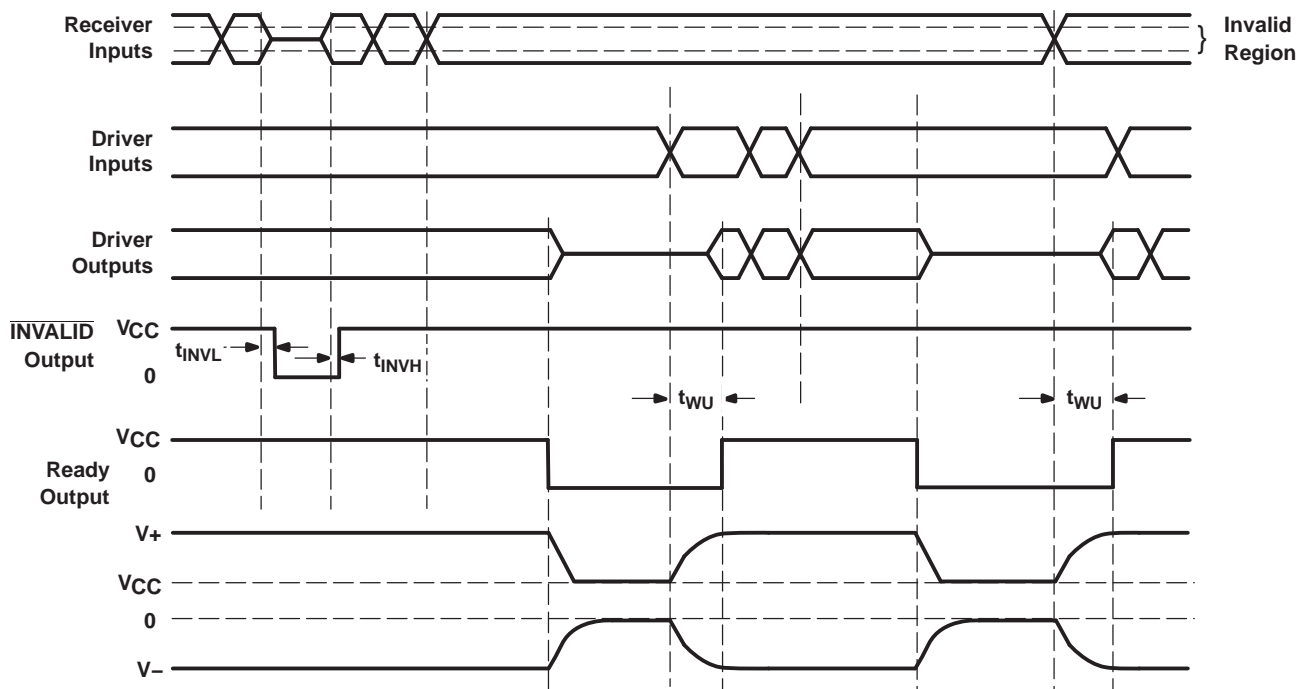 Receiver
Inputs
} Invalid
Region
Driver
Inputs
Driver
Outputs
INVALID
Output
VCC
tINVL
tINVH
0
tWU
tWU
VCC
Ready
Output
0
V+
VCC
0
V–